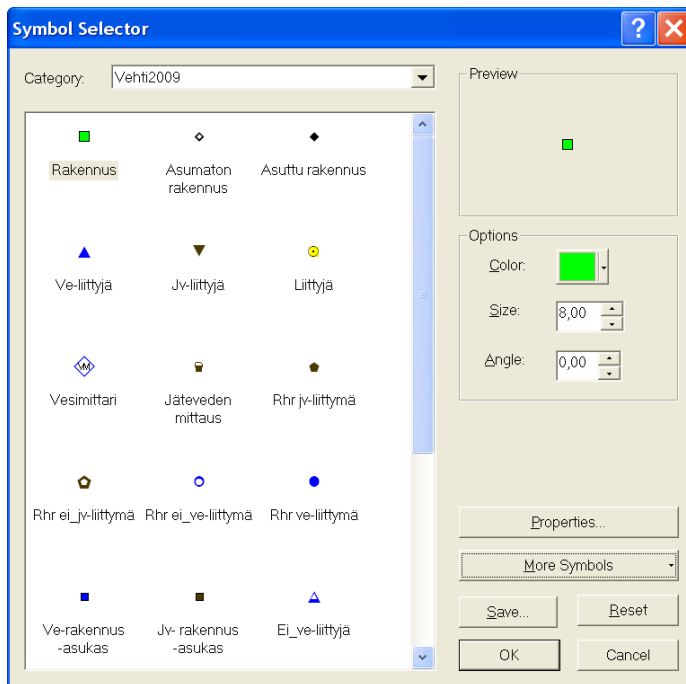 Symbol Selector
Category: Vehti2009
Preview
Rakennus
Asumaton
rakennus
Asuttu rakennus
Options
Color:
Ve-liittyjä
Jv-liittyjä
Liittyjä
Size: 8,00
Angle: 0,00
VM
Vesimittari
Jäteveden
mittaus
Rhr jv-liittymä
Rhr ei_jv-liittymä
Rhr ei_ve-liittymä
Rhr ve-liittymä
Properties...
More Symbols
Ve-rakennus
-asukas
Jv- rakennus
-asukas
Ei_ve-liittyjä
Save...
Reset
OK
Cancel